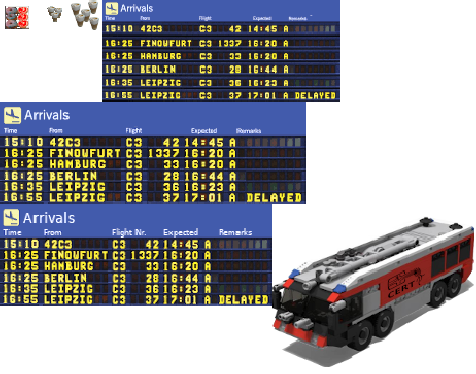 Arrivals
Time From Flight Expected Remarks
15:10 42C3 C3 42 14:45 A
16:25 FINOWFURT C3 1337 16:20 A
16:25 HAMBURG C3 33 16:20 A
16:25 BERLIN C3 28 16:44 A
16:35 LEIPZIG C3 36 16:23 A
16:55 LEIPZIG C3 37 17:01 A DELAYED
Arrivals
Time From Flight Expected Remarks
15:10 42C3 C3 42 14:45 A
16:25 FINOWFURT C3 1337 16:20 A
16:25 HAMBURG C3 33 16:20 A
16:25 BERLIN C3 28 16:44 A
16:35 LEIPZIG C3 36 16:23 A
16:55 LEIPZIG C3 37 17:01 A DELAYED
Arrivals
Time From Flight Nr. Expected Remarks
15:10 42C3 C3 42 14:45 A
16:25 FINOWFURT C3 1337 16:20 A
16:25 HAMBURG C3 33 16:20 A
16:25 BERLIN C3 28 16:44 A
16:35 LEIPZIG C3 36 16:23 A
16:55 LEIPZIG C3 37 17:01 A DELAYED
CERT